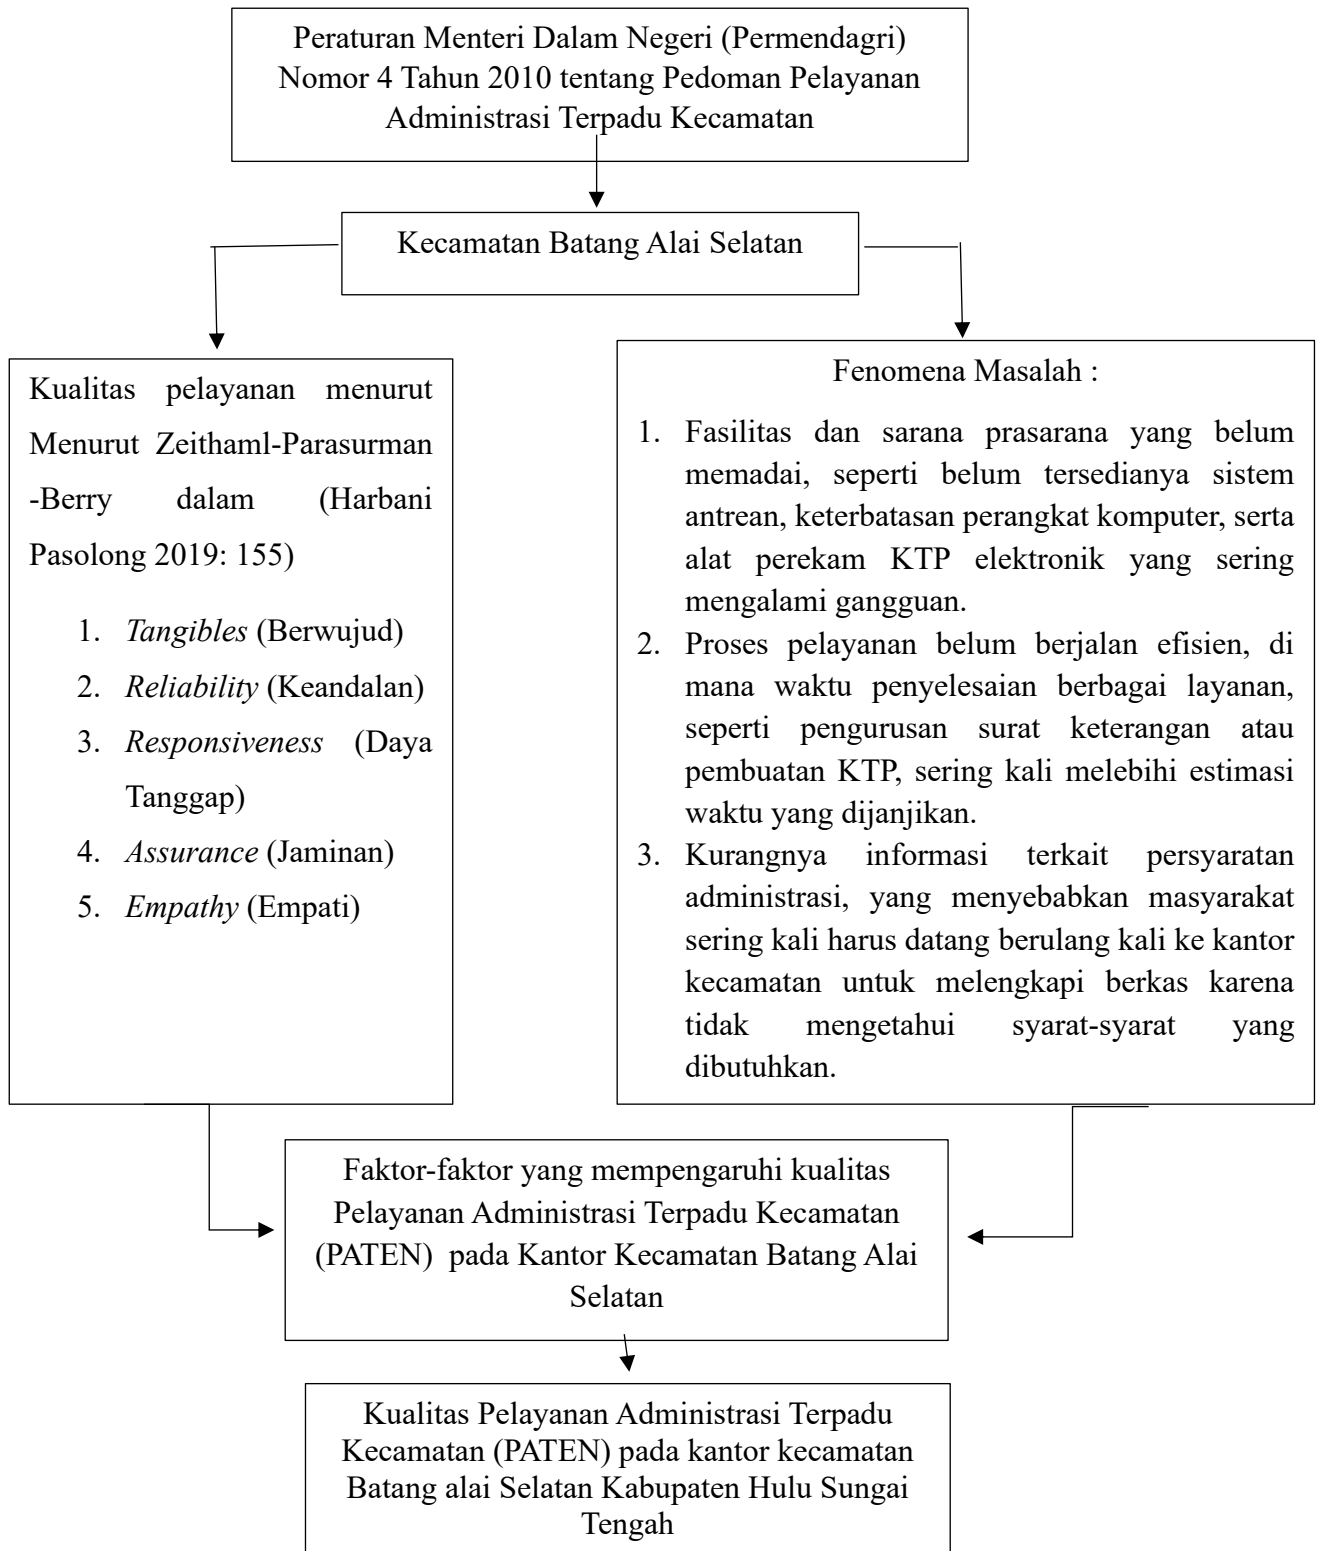 Peraturan Menteri Dalam Negeri (Permendagri)
Nomor 4 Tahun 2010 tentang Pedoman Pelayanan
Administrasi Terpadu Kecamatan
Kecamatan Batang Alai Selatan
Kualitas pelayanan menurut
Menurut Zeithaml-Parasurman
-Berry dalam (Harbani
Pasolong 2019: 155)
1. Tangibles (Berwujud)
2. Reliability (Keandalan)
3. Responsiveness (Daya
Tanggap)
4. Assurance (Jaminan)
5. Empathy (Empati)
Fenomena Masalah :
1. Fasilitas dan sarana prasarana yang belum
memadai, seperti belum tersedianya sistem
antrean, keterbatasan perangkat komputer, serta
alat perekam KTP elektronik yang sering
mengalami gangguan.
2. Proses pelayanan belum berjalan efisien, di
mana waktu penyelesaian berbagai layanan,
seperti pengurusan surat keterangan atau
pembuatan KTP, sering kali melebihi estimasi
waktu yang dijanjikan.
3. Kurangnya informasi terkait persyaratan
administrasi, yang menyebabkan masyarakat
sering kali harus datang berulang kali ke kantor
kecamatan untuk melengkapi berkas karena
tidak mengetahui syarat-syarat yang
dibutuhkan.
Faktor-faktor yang mempengaruhi kualitas
Pelayanan Administrasi Terpadu Kecamatan
(PATEN) pada Kantor Kecamatan Batang Alai
Selatan
Kualitas Pelayanan Administrasi Terpadu
Kecamatan (PATEN) pada kantor kecamatan
Batang alai Selatan Kabupaten Hulu Sungai
Tengah